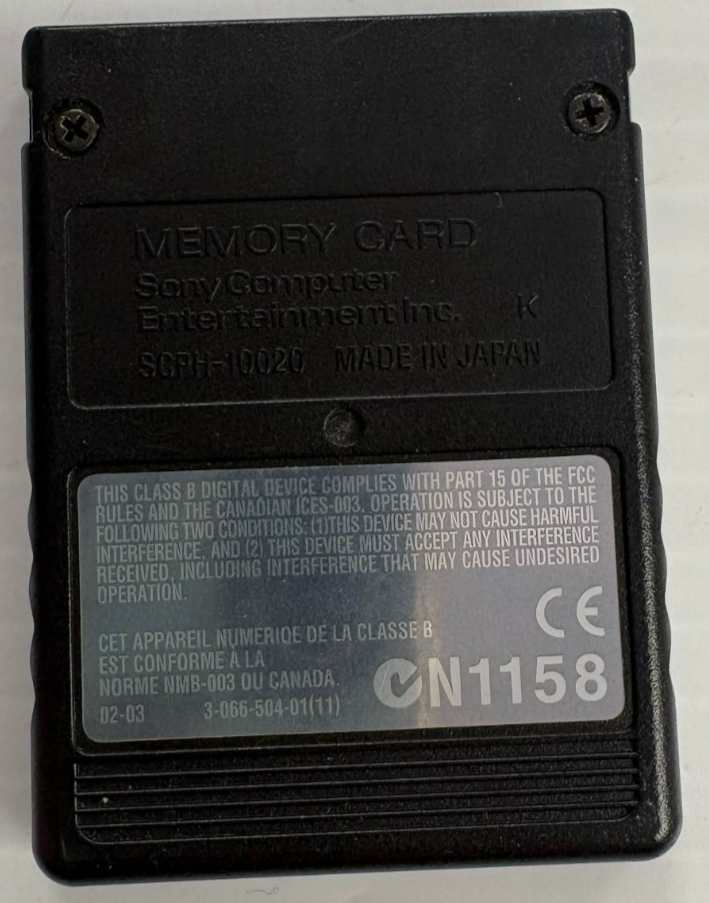 MEMORY CARD
Sony Computer
Entertainment Inc. K
SCPH-10020 MADE IN JAPAN
THIS CLASS B DIGITAL DEVICE COMPLIES WITH PART 15 OF THE FCC
RULES AND THE CANADIAN ICES-003. OPERATION IS SUBJECT TO THE
FOLLOWING TWO CONDITIONS: (1)THIS DEVICE MAY NOT CAUSE HARMFUL
INTERFERENCE, AND (2) THIS DEVICE MUST ACCEPT ANY INTERFERENCE
RECEIVED, INCLUDING INTERFERENCE THAT MAY CAUSE UNDESIRED
OPERATION.
CE
CET APPAREIL NUMERIQE DE LA CLASSE B
EST CONFORME À LA
NORME NMB-003 DU CANADA.
N1158
02-03 3-066-504-01(11)